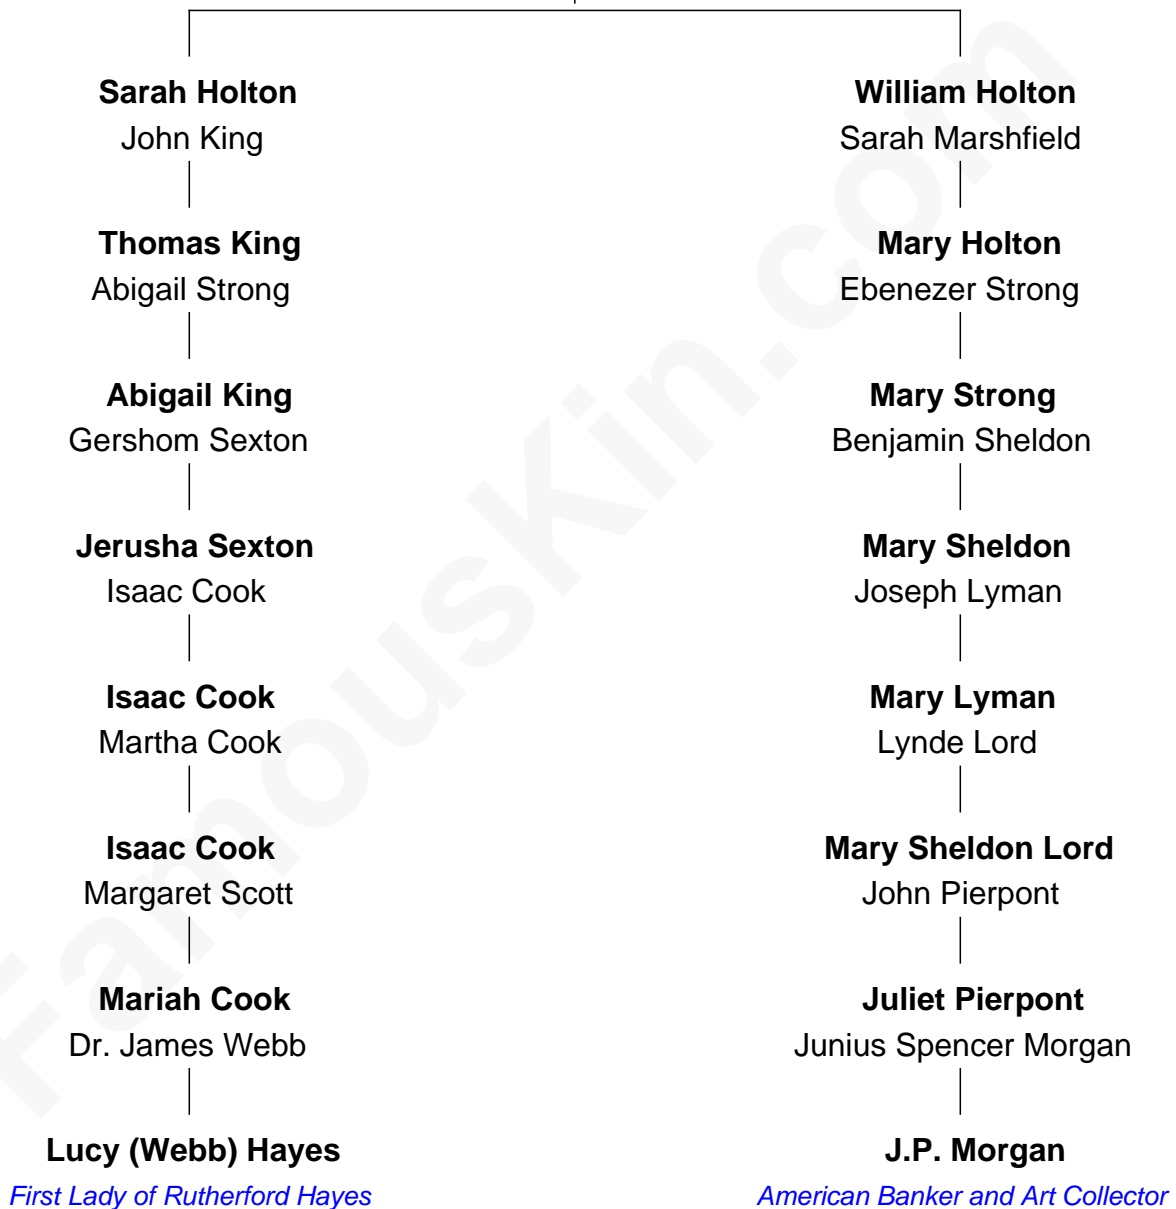 Sarah Holton
John King
William Holton
Sarah Marshfield
Thomas King
Abigail Strong
Mary Holton
Ebenezer Strong
Abigail King
Gershom Sexton
Mary Strong
Benjamin Sheldon
Jerusha Sexton
Isaac Cook
Mary Sheldon
Joseph Lyman
Isaac Cook
Martha Cook
Mary Lyman
Lynde Lord
Isaac Cook
Margaret Scott
Mary Sheldon Lord
John Pierpont
Mariah Cook
Dr. James Webb
Juliet Pierpont
Junius Spencer Morgan
Lucy (Webb) Hayes
First Lady of Rutherford Hayes
J.P. Morgan
American Banker and Art Collector
FamousKin.com